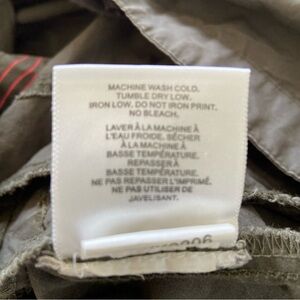 MACHINE WASH COLD.
TUMBLE DRY LOW.
IRON LOW. DO NOT IRON PRINT.
NO BLEACH.
LAVER À LA MACHINE À
L'EAU FROIDE. SÉCHER
À LA MACHINE À
BASSE TEMPÉRATURE.
REPASSER À
BASSE TEMPÉRATURE.
NE PAS REPASSER L'IMPRIMÉ.
NE PAS UTILISER DE
JAVELISANT.